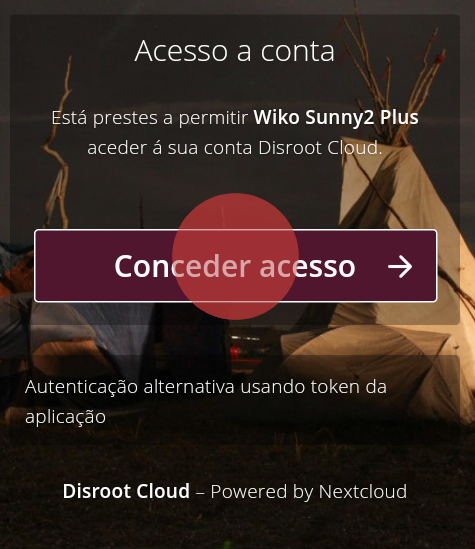 Acesso a conta
Está prestes a permitir Wiko Sunny2 Plus
aceder á sua conta Disroot Cloud.
Conceder acesso
Autenticação alternativa usando token da
aplicação
Disroot Cloud – Powered by Nextcloud